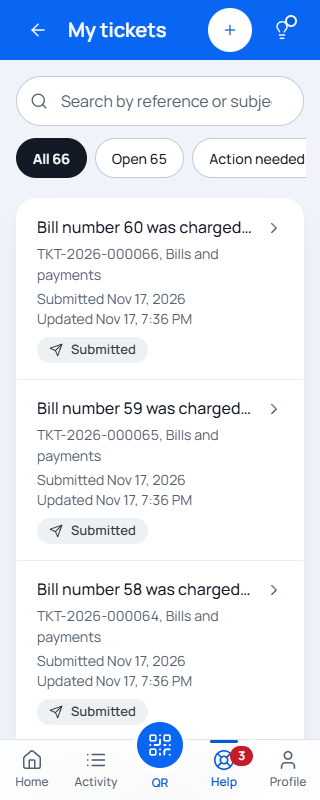 My tickets
Search by reference or subje
All 66
Open 65
Action needed
Bill number 60 was charged...
TKT-2026-000066, Bills and
payments
Submitted Nov 17, 2026
Updated Nov 17, 7:36 PM
Submitted
Bill number 59 was charged...
TKT-2026-000065, Bills and
payments
Submitted Nov 17, 2026
Updated Nov 17, 7:36 PM
Submitted
Bill number 58 was charged...
TKT-2026-000064, Bills and
payments
Submitted Nov 17, 2026
Updated Nov 17, 7:36 PM
Submitted
3
Home
Activity
QR
Help
Profile